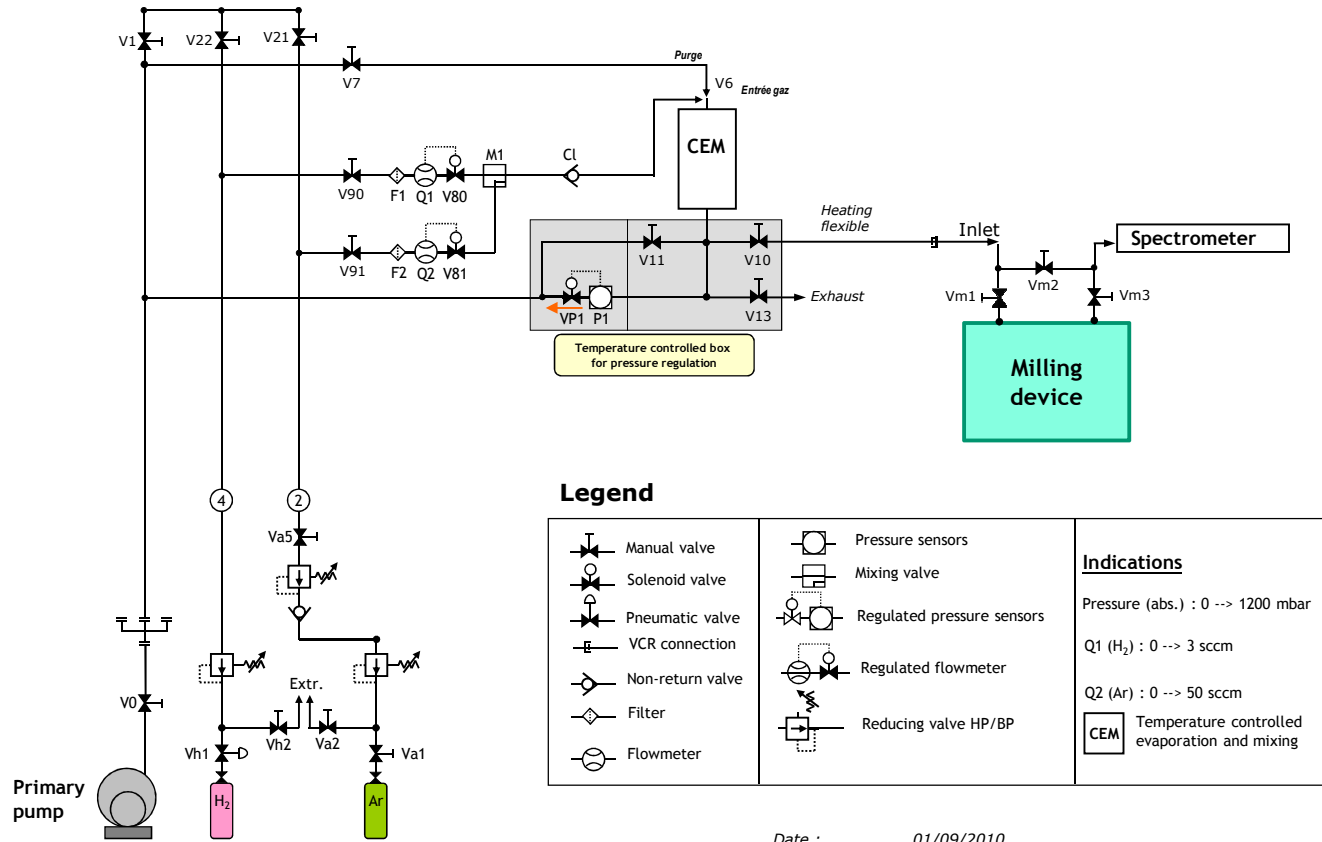 V1
V22
V21
V7
Purge
V6
Entrée gaz
CEM
M1
Cl
V90
F1
Q1
V80
V91
F2
Q2
V81
V11
V10
Heating
flexible
Inlet
Spectrometer
Vm2
Vm1
Vm3
VP1
P1
V13
Exhaust
Temperature controlled box
for pressure regulation
Milling
device
4
2
Va5
V0
Extr.
Vh2
Va2
Vh1
Va1
Primary
pump
H₂
Ar
Legend
Manual valve
Solenoid valve
Pneumatic valve
VCR connection
Non-return valve
Filter
Flowmeter
Pressure sensors
Mixing valve
Regulated pressure sensors
Regulated flowmeter
Reducing valve HP/BP
Indications
Pressure (abs.) : 0 --> 1200 mbar
Q1 (H₂) : 0 --> 3 sccm
Q2 (Ar) : 0 --> 50 sccm
CEM
Temperature controlled
evaporation and mixing
Date : 01/09/2010